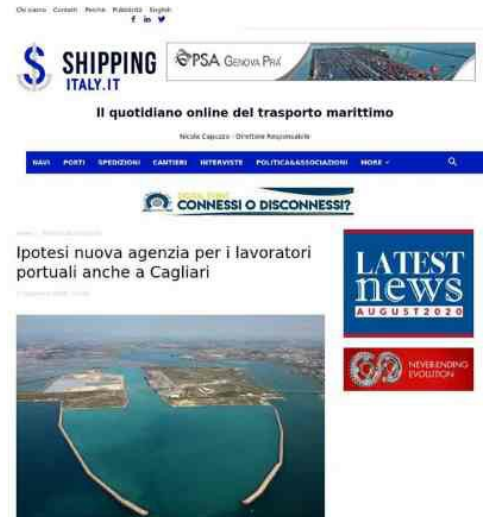 Chi siamo Contatti Perché Pubblicità English
f in
SHIPPING
ITALY.IT
PSA GENOVA PRA'
Il quotidiano online del trasporto marittimo
Nicola Capuzzo - Direttore Responsabile
NAVI PORTI SPEDIZIONI CANTIERI INTERVISTE POLITICA&ASSOCIAZIONI MORE
CONNESSI O DISCONNESSI?
Ipotesi nuova agenzia per i lavoratori
portuali anche a Cagliari
LATEST
news
AUGUST 2020
NEVERENDING
EVOLUTION